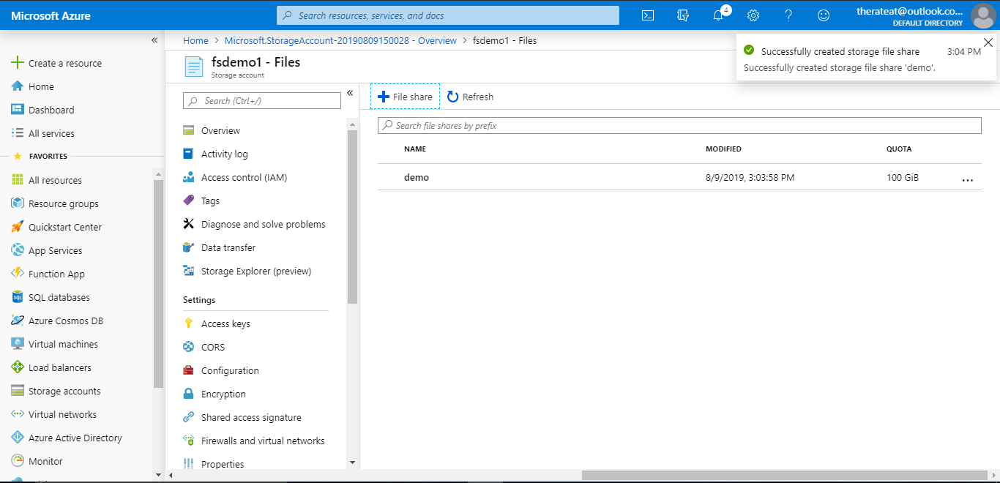 Microsoft Azure
Search resources, services, and docs
4
therateat@outlook.co...
DEFAULT DIRECTORY
«
Create a resource
Home
Dashboard
All services
FAVORITES
All resources
Resource groups
Quickstart Center
App Services
Function App
SQL databases
Azure Cosmos DB
Virtual machines
Load balancers
Storage accounts
Virtual networks
Azure Active Directory
Monitor
Home > Microsoft.StorageAccount-20190809150028 - Overview > fsdemo1 - Files
fsdemo1 - Files
Storage account
Search (Ctrl+/)
«
Overview
Activity log
Access control (IAM)
Tags
Diagnose and solve problems
Data transfer
Storage Explorer (preview)
Settings
Access keys
CORS
Configuration
Encryption
Shared access signature
Firewalls and virtual networks
Properties
File share
Refresh
Search file shares by prefix
NAME MODIFIED QUOTA
demo 8/9/2019, 3:03:58 PM 100 GiB ...
Successfully created storage file share 3:04 PM
Successfully created storage file share 'demo'.